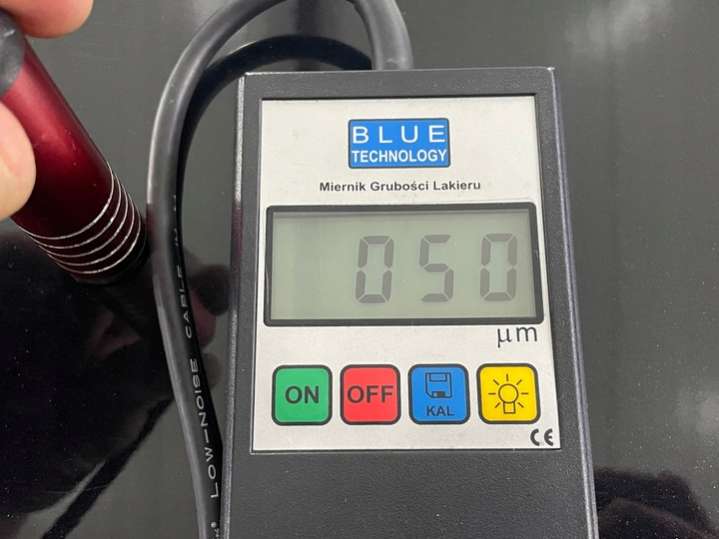 BLUE
TECHNOLOGY
Miernik Grubości Lakieru
050
μm
ON
OFF
KAL
CE
LOW-NOISE CABLE